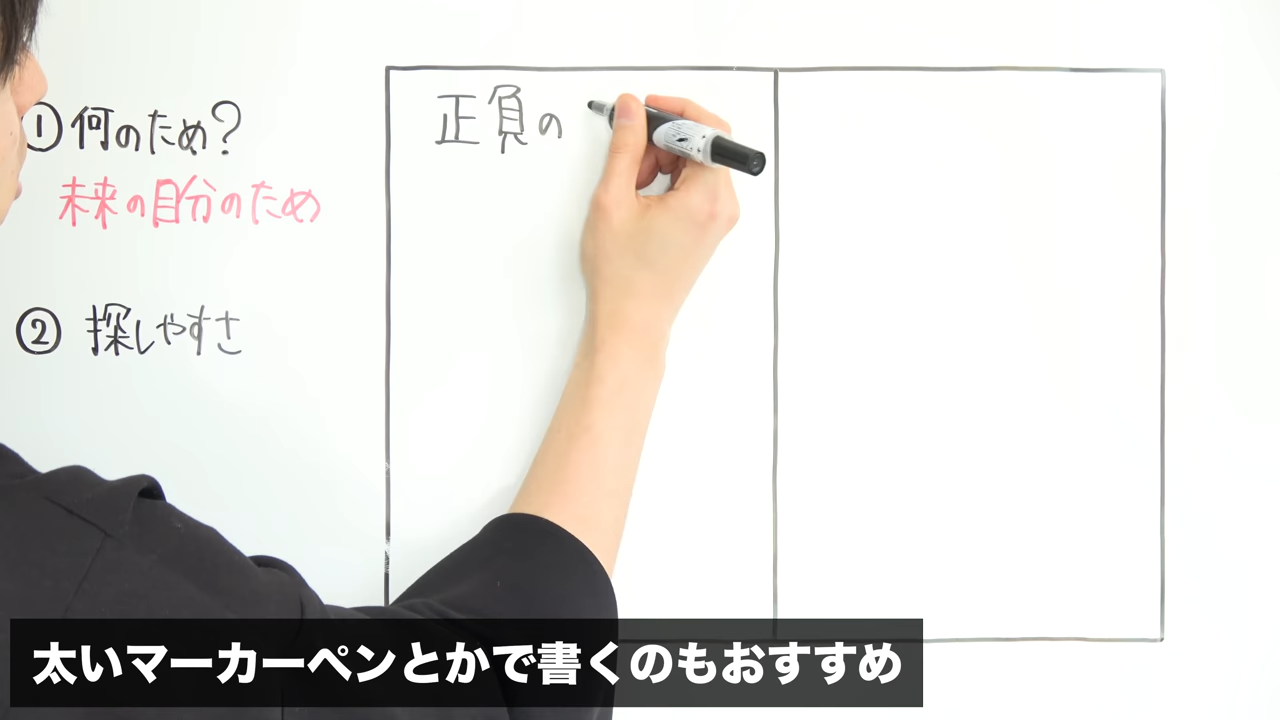 ①何のため?
未来の自分のため
② 探しやすさ
正負の
太いマーカーペンとかで書くのもおすすめ